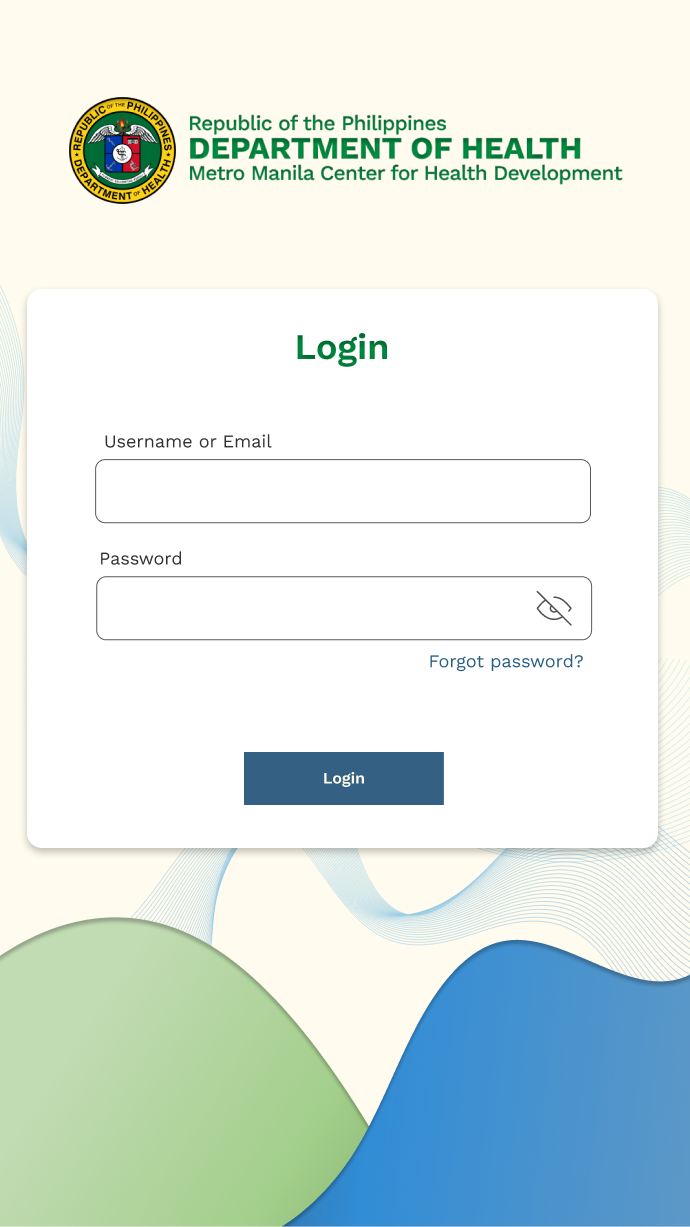 REPUBLIC OF THE PHILIPPINES
DEPARTMENT OF HEALTH
Republic of the Philippines
DEPARTMENT OF HEALTH
Metro Manila Center for Health Development
Login
Username or Email
Password
Forgot password?
Login